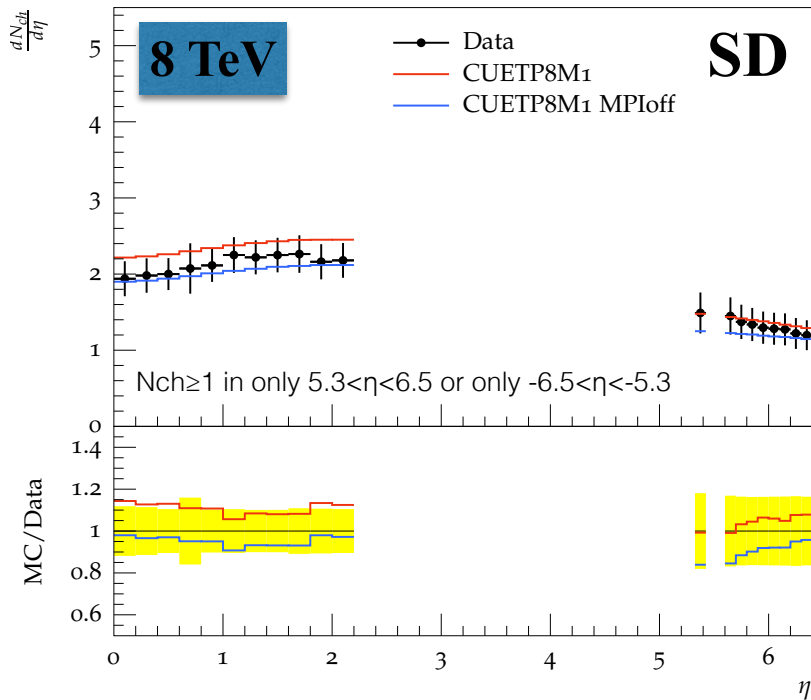 dN_ch/dη
8 TeV
SD
Data
CUETP8M1
CUETP8M1 MPIoff
5
4
3
2
1
0
Nch≥1 in only 5.3<η<6.5 or only -6.5<η<-5.3
MC/Data
1.4
1.2
1
0.8
0.6
0 1 2 3 4 5 6
η